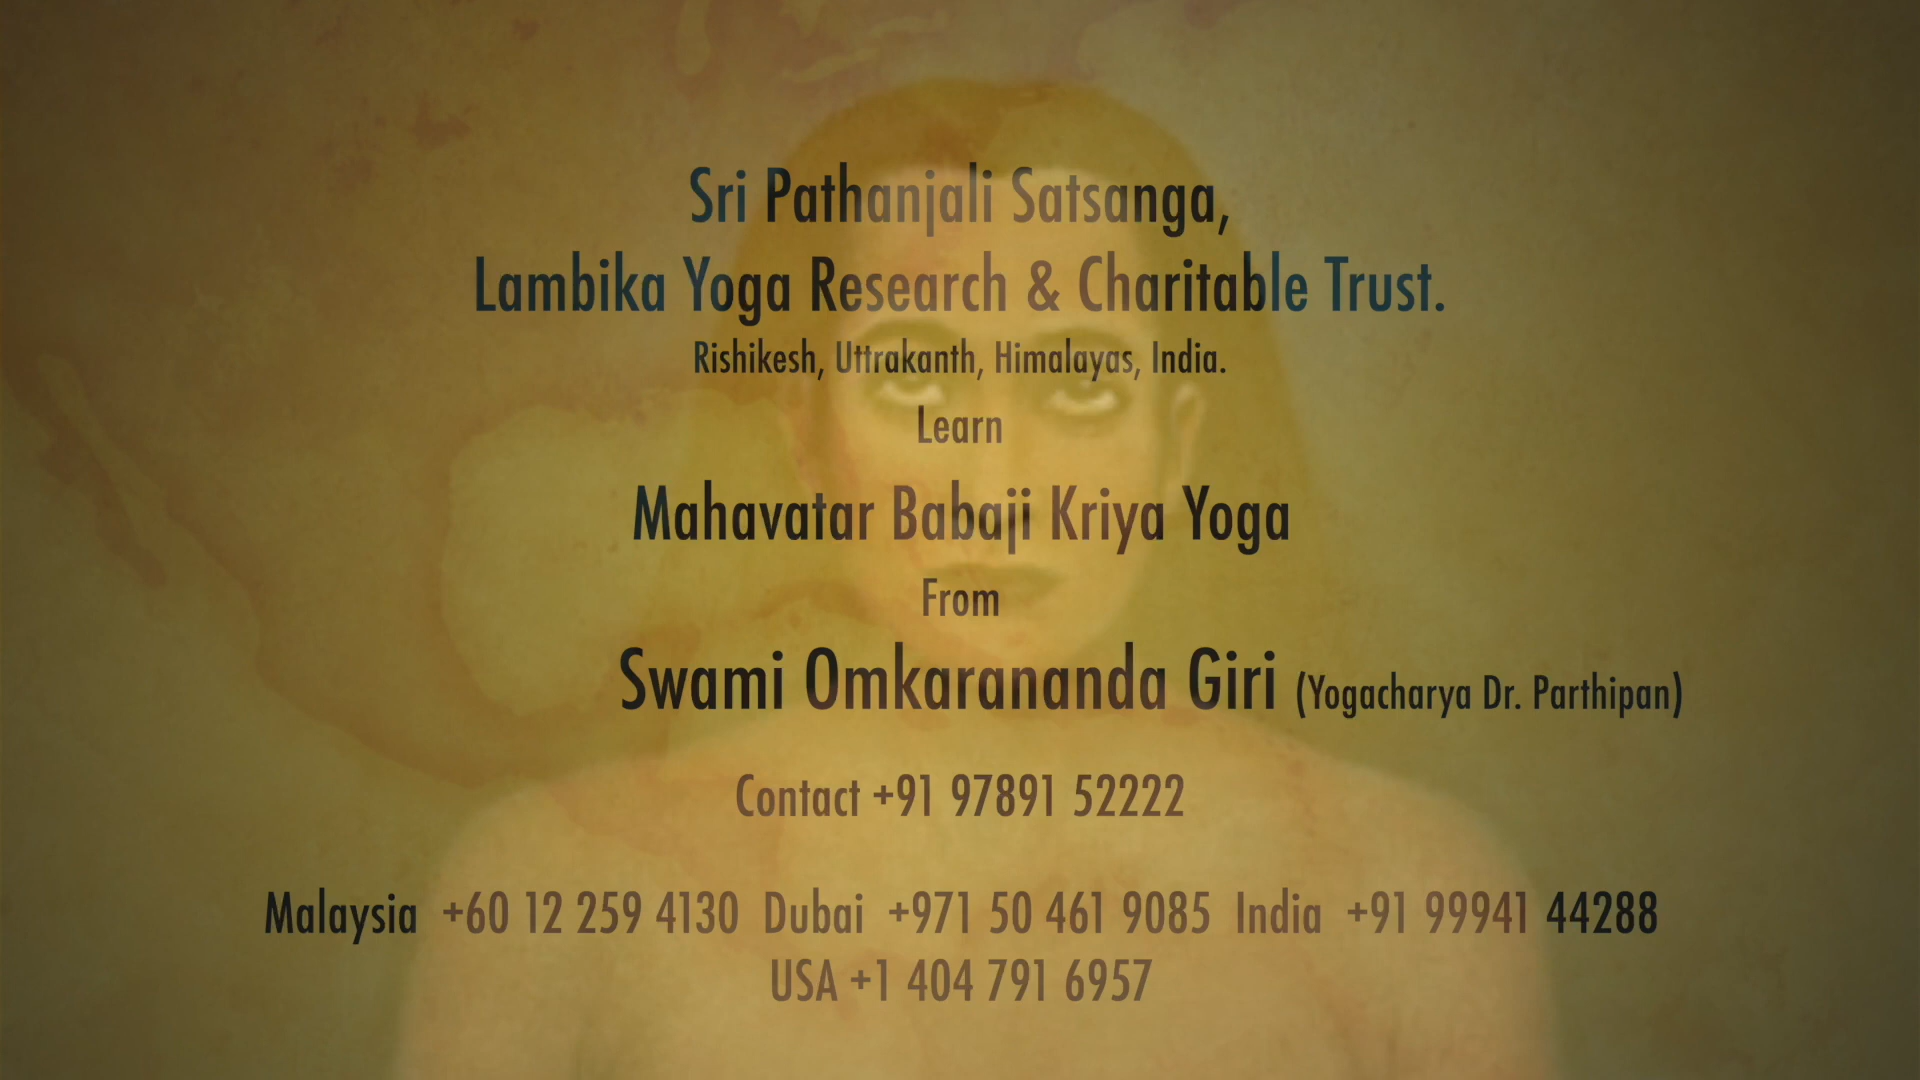 Sri Pathanjali Satsanga,
Lambika Yoga Research & Charitable Trust.
Rishikesh, Uttrakanth, Himalayas, India.
Learn
Mahavatar Babaji Kriya Yoga
From
Swami Omkarananda Giri (Yogacharya Dr. Parthipan)
Contact +91 97891 52222
Malaysia +60 12 259 4130 Dubai +971 50 461 9085 India +91 99941 44288
USA +1 404 791 6957